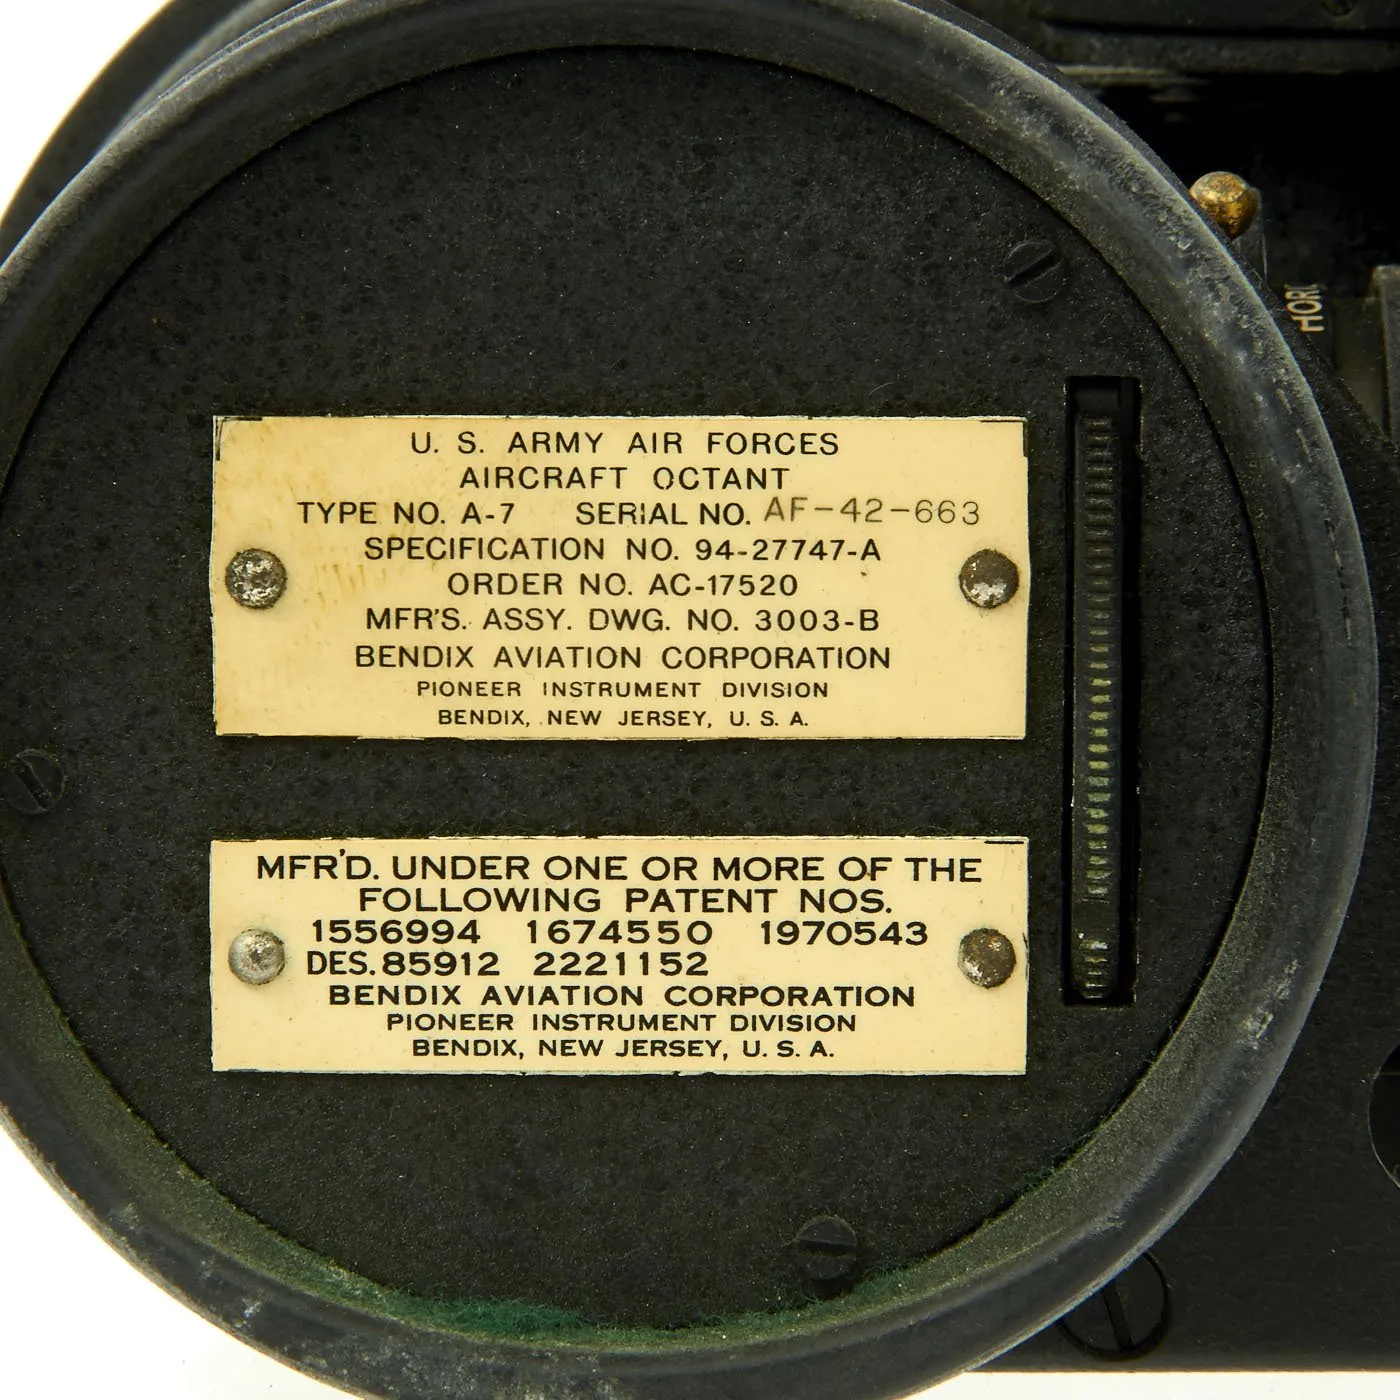 U. S. ARMY AIR FORCES
AIRCRAFT OCTANT
TYPE NO. A-7 SERIAL NO. AF-42-663
SPECIFICATION NO. 94-27747-A
ORDER NO. AC-17520
MFR'S. ASSY. DWG. NO. 3003-B
BENDIX AVIATION CORPORATION
PIONEER INSTRUMENT DIVISION
BENDIX, NEW JERSEY, U. S. A.
MFR'D. UNDER ONE OR MORE OF THE
FOLLOWING PATENT NOS.
1556994 1674550 1970543
DES. 85912 2221152
BENDIX AVIATION CORPORATION
PIONEER INSTRUMENT DIVISION
BENDIX, NEW JERSEY, U. S. A.